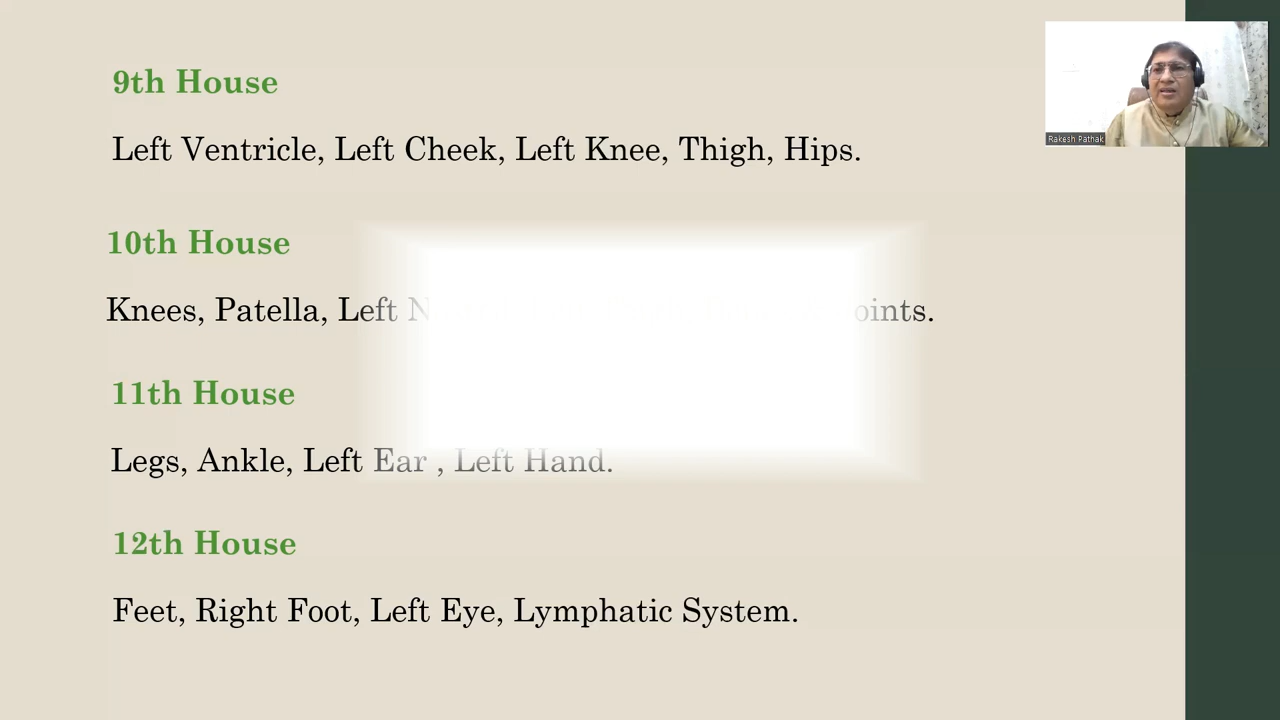 9th House
Left Ventricle, Left Cheek, Left Knee, Thigh, Hips.
Rakesh Pathak
10th House
Knees, Patella, Left
11th House
Legs, Ankle, Left Ear , Left Hand.
12th House
Feet, Right Foot, Left Eye, Lymphatic System.